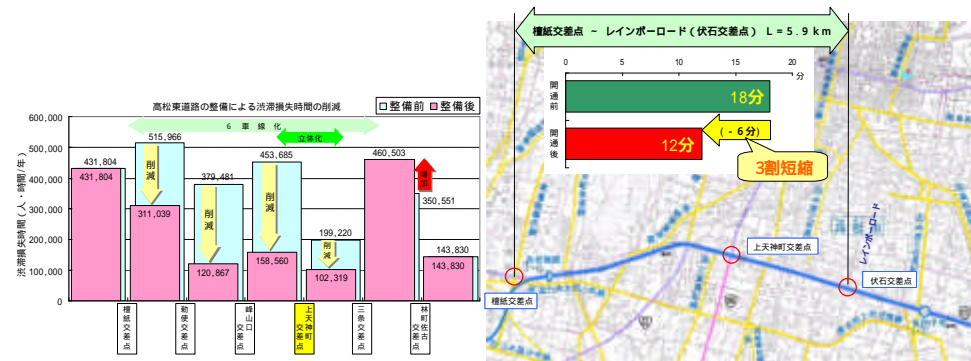 高松東道路の整備による渋滞損失時間の削減
整備前 整備後
渋滞損失時間(人・時間/年)
600,000
500,000
400,000
300,000
200,000
100,000
0
6 車 線 化
立体化
431,804
431,804
515,966
削減
311,039
379,481
削減
120,867
453,685
削減
158,560
199,220
削減
102,319
460,503
増加
350,551
143,830
143,830
檀紙交差点
勅使交差点
峰山口交差点
上天神町交差点
三条交差点
林町佐古交差点
檀紙交差点 ~ レインボーロード(伏石交差点) L=5.9km
0 5 10 15 20
分
開通前
18分
開通後
12分
(-6分)
3割短縮
レインボーロード
上天神町交差点
伏石交差点
檀紙交差点